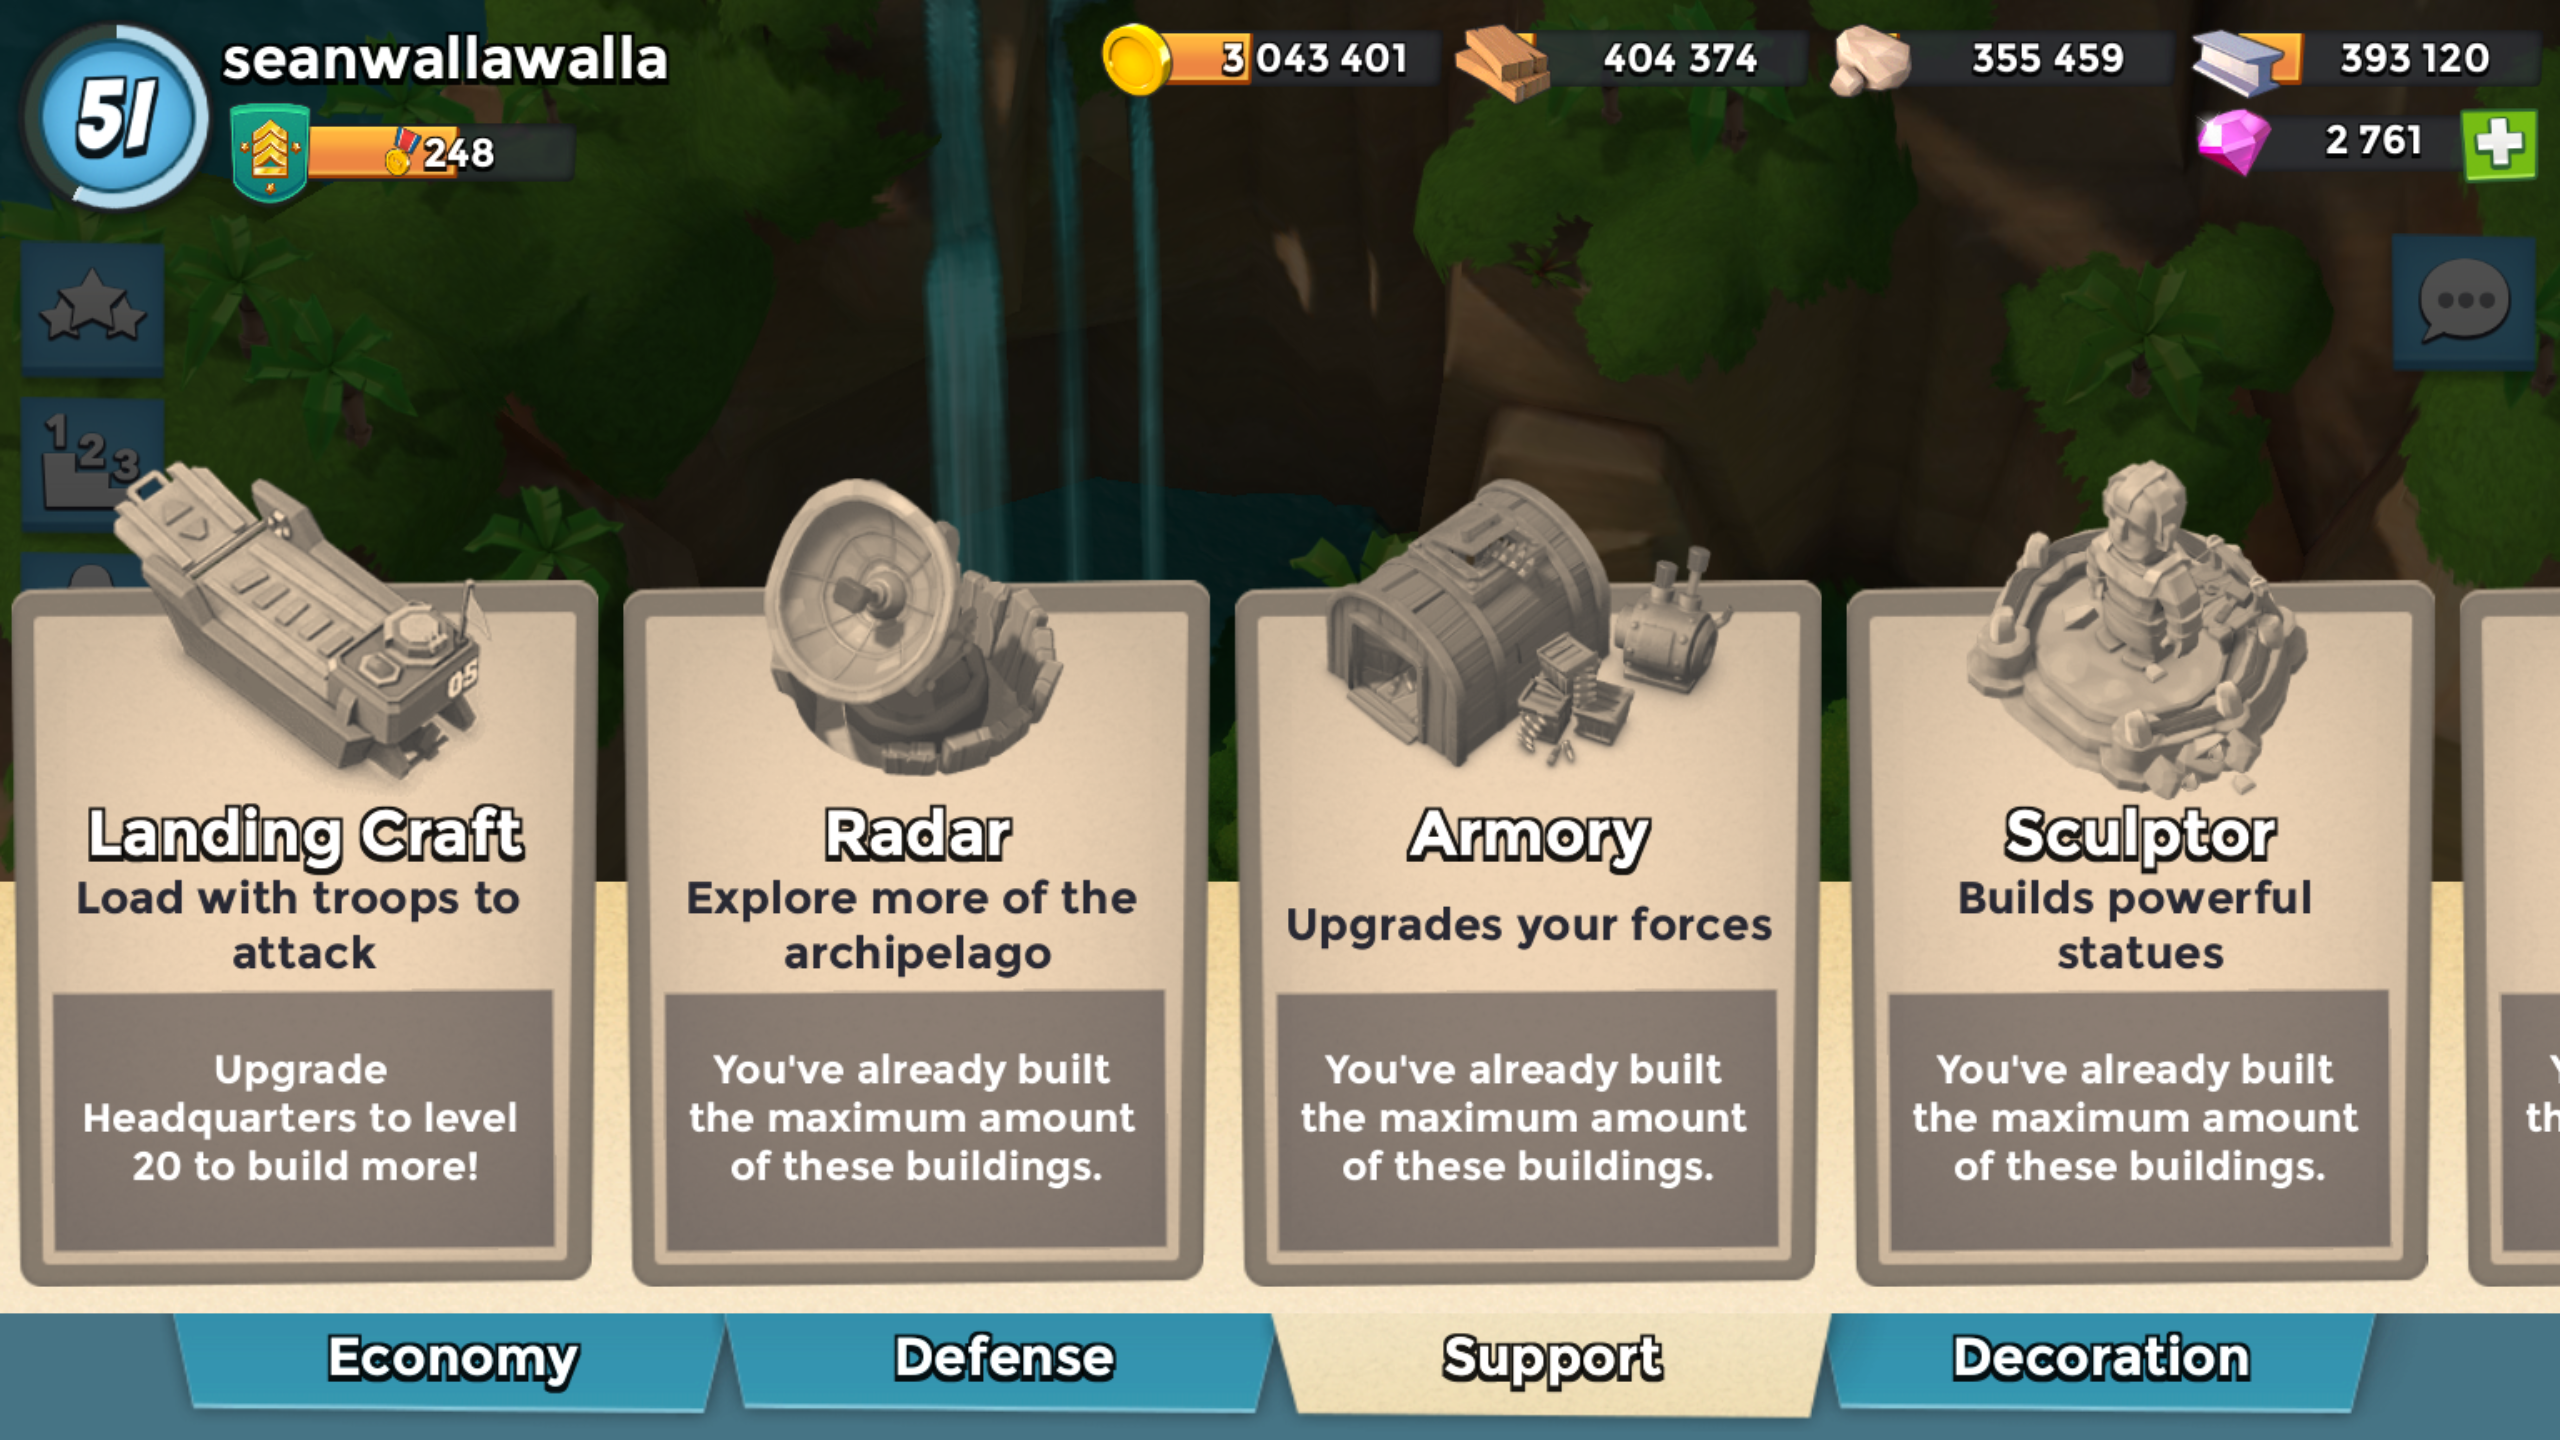 51
seanwallawalla
248
3 043 401
404 374
355 459
393 120
2 761
1 2 3
05
Landing Craft
Load with troops to
attack
Upgrade
Headquarters to level
20 to build more!
Radar
Explore more of the
archipelago
You've already built
the maximum amount
of these buildings.
Armory
Upgrades your forces
You've already built
the maximum amount
of these buildings.
Sculptor
Builds powerful
statues
You've already built
the maximum amount
of these buildings.
Economy
Defense
Support
Decoration